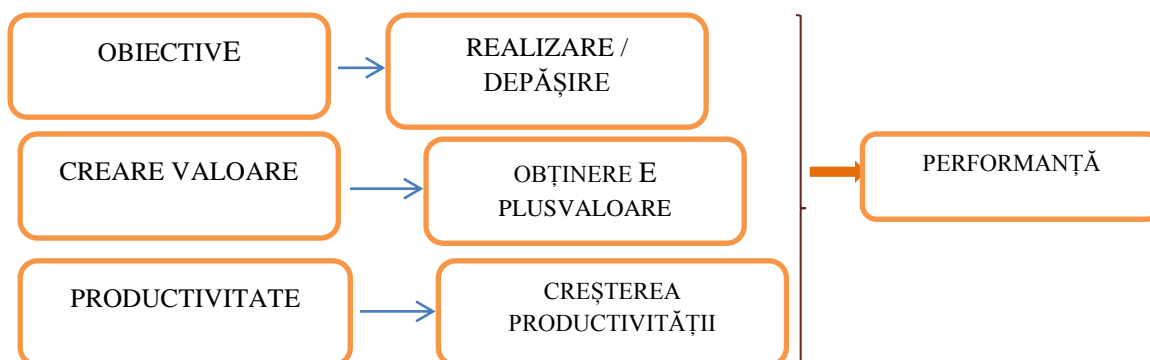 OBIECTIVE
REALIZARE /
DEPĂȘIRE
CREARE VALOARE
OBȚINERE E
PLUSVALOARE
PERFORMANȚĂ
PRODUCTIVITATE
CREȘTEREA
PRODUCTIVITĂȚII